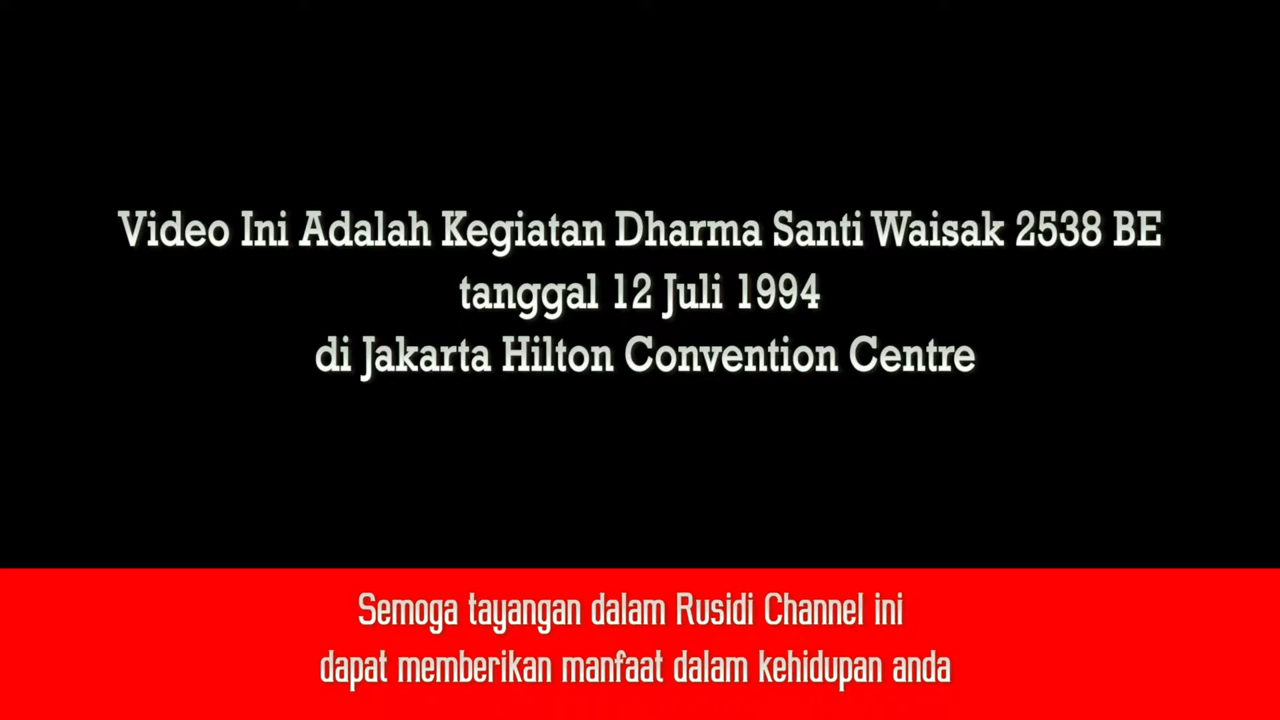 Video Ini Adalah Kegiatan Dharma Santi Waisak 2538 BE
tanggal 12 Juli 1994
di Jakarta Hilton Convention Centre
Semoga tayangan dalam Rusidi Channel ini
dapat memberikan manfaat dalam kehidupan anda